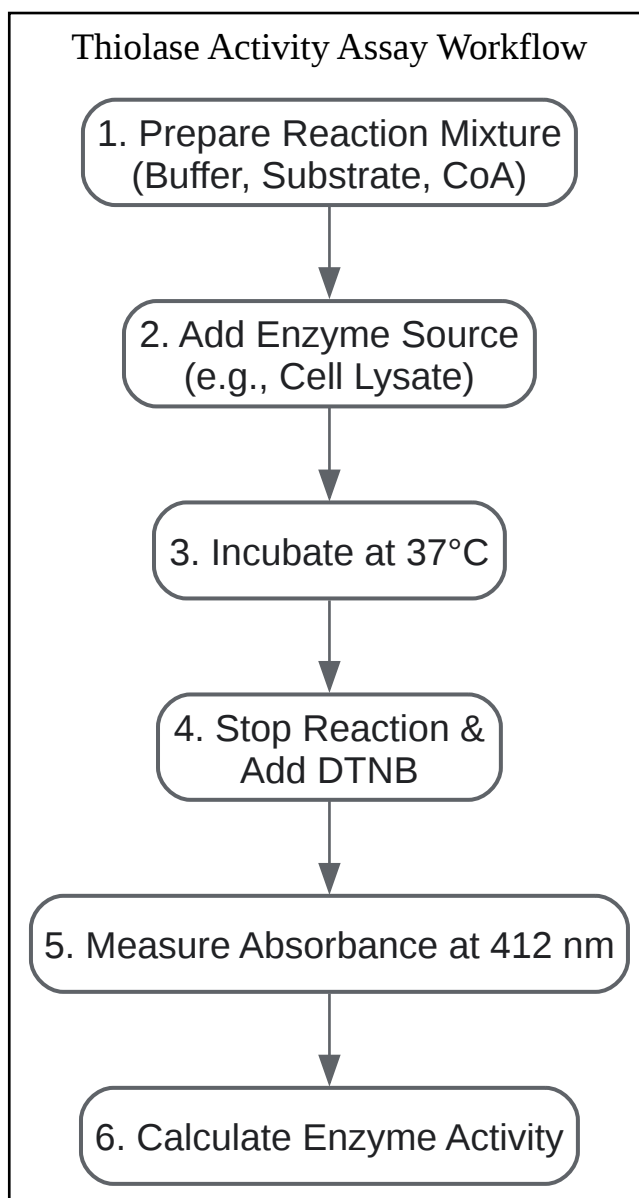 Thiolase Activity Assay Workflow
1. Prepare Reaction Mixture
(Buffer, Substrate, CoA)
2. Add Enzyme Source
(e.g., Cell Lysate)
3. Incubate at 37°C
4. Stop Reaction &
Add DTNB
5. Measure Absorbance at 412 nm
6. Calculate Enzyme Activity